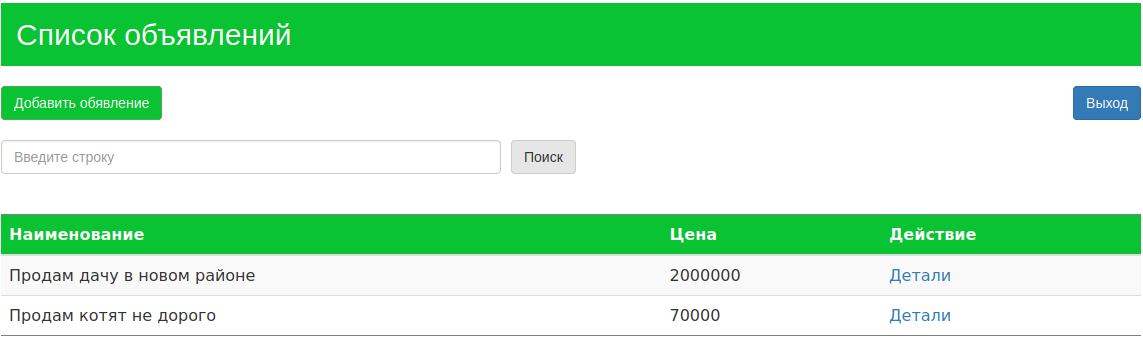 Список объявлений
Добавить обявление Выход
Введите строку Поиск
Наименование Цена Действие
Продам дачу в новом районе 2000000 Детали
Продам котят не дорого 70000 Детали